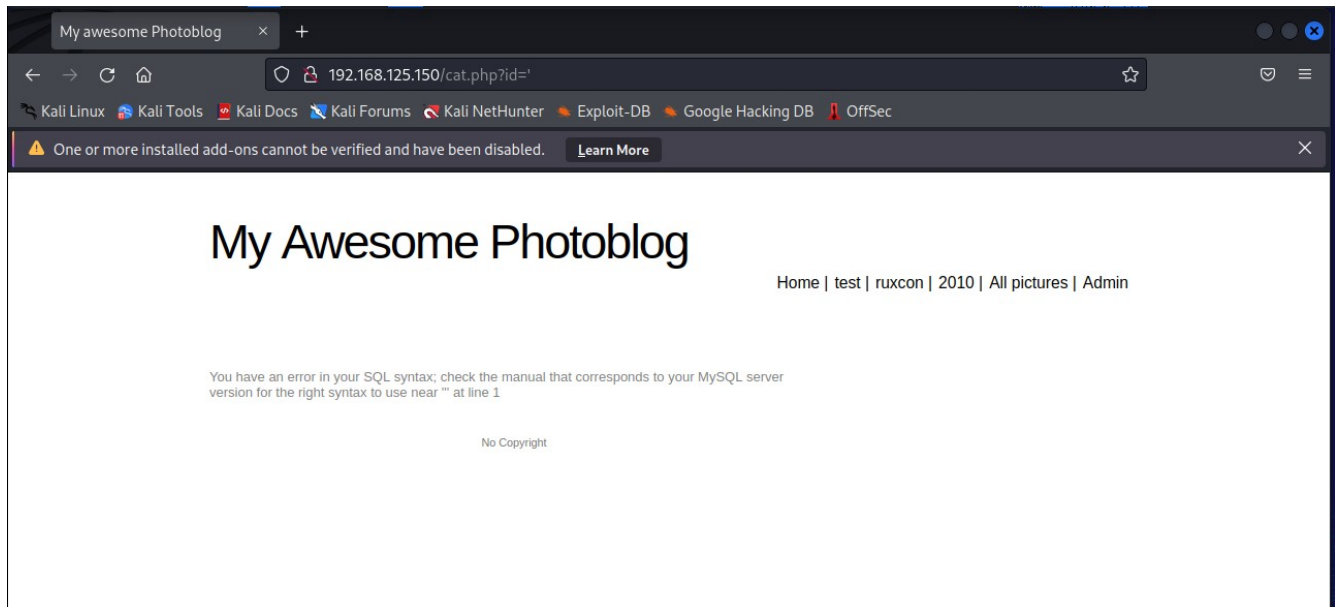 My awesome Photoblog
192.168.125.150/cat.php?id='
Kali Linux Kali Tools Kali Docs Kali Forums Kali NetHunter Exploit-DB Google Hacking DB OffSec
One or more installed add-ons cannot be verified and have been disabled. Learn More
My Awesome Photoblog
Home | test | ruxcon | 2010 | All pictures | Admin
You have an error in your SQL syntax; check the manual that corresponds to your MySQL server
version for the right syntax to use near ''' at line 1
No Copyright